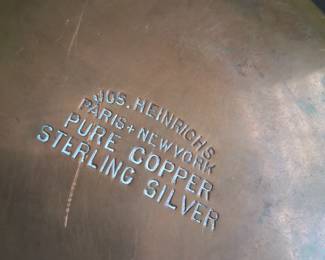 JOS. HEINRICHS
PARIS + NEW YORK
PURE COPPER
STERLING SILVER